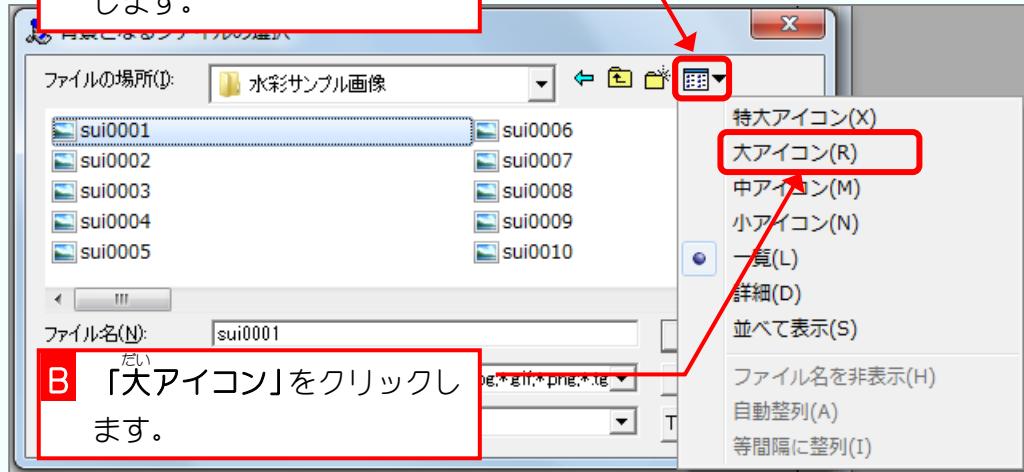 します。
背景となるファイルの選択
ファイルの場所(I):
水彩サンプル画像
sui0001
sui0002
sui0003
sui0004
sui0005
sui0006
sui0007
sui0008
sui0009
sui0010
特大アイコン(X)
大アイコン(R)
中アイコン(M)
小アイコン(N)
一覧(L)
詳細(D)
並べて表示(S)
ファイル名を非表示(H)
自動整列(A)
等間隔に整列(I)
ファイル名(N):
sui0001
*.gif,*.png,*.tg
B
だい
「大アイコン」をクリックし
ます。